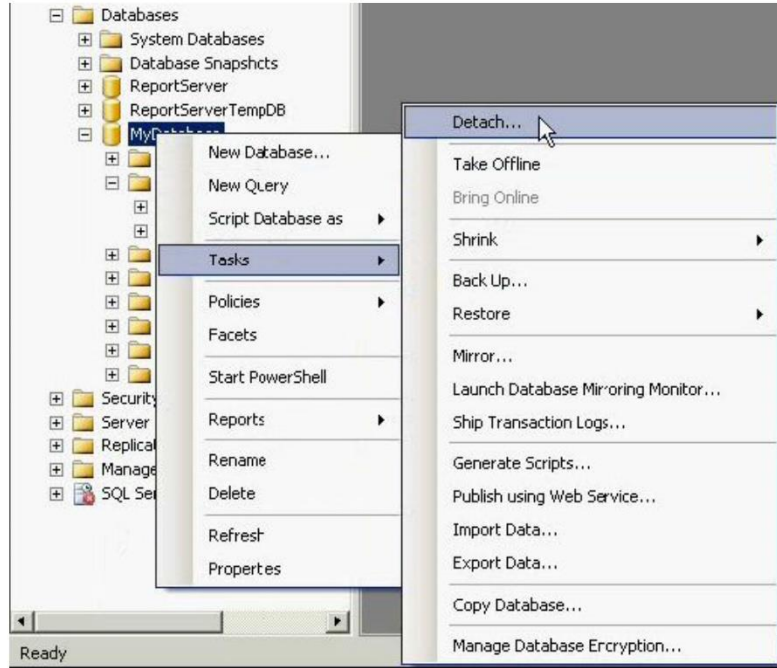 Databases
System Databases
Database Snapshots
ReportServer
ReportServerTempDB
MyDatabase
Security
Server
Replicat
Manage
SQL Ser
Ready
New Database...
New Query
Script Database as
Tasks
Policies
Facets
Start PowerShell
Reports
Rename
Delete
Refresh
Properties
Detach...
Take Offline
Bring Online
Shrink
Back Up...
Restore
Mirror...
Launch Database Mirroring Monitor...
Ship Transaction Logs...
Generate Scripts...
Publish using Web Service...
Import Data...
Export Data...
Copy Database...
Manage Database Encryption...